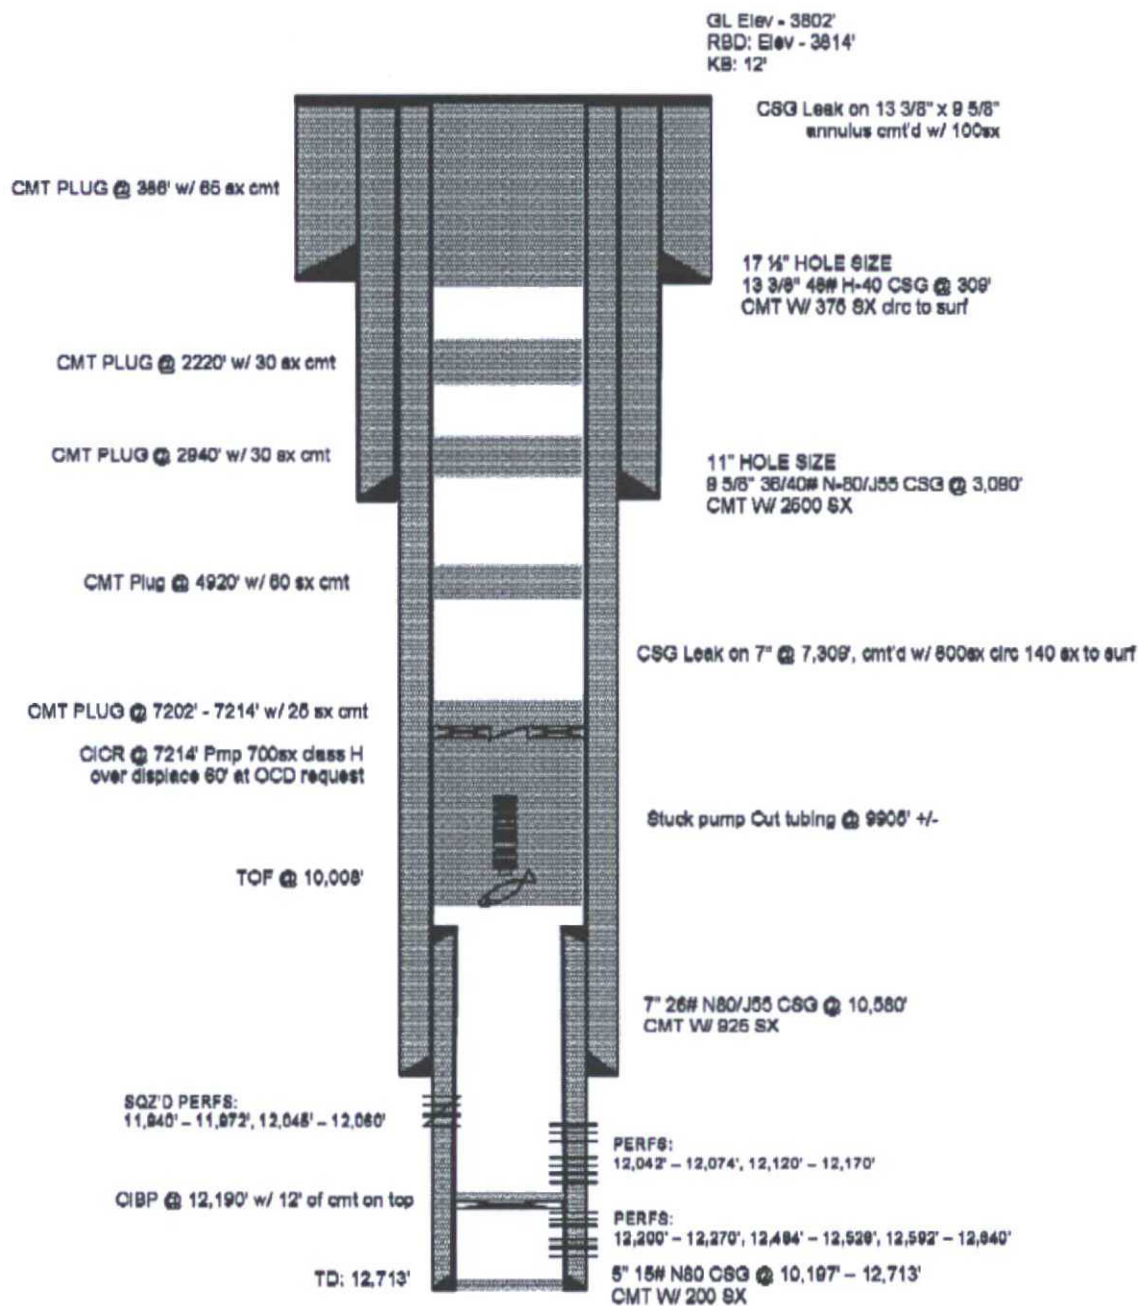 GL Elev - 3802'
RBD: Elev - 3814'
KB: 12'
CSG Leak on 13 3/8" x 9 5/8"
annulus cmt'd w/ 100sx
CMT PLUG @ 386' w/ 65 sx cmt
17 ½" HOLE SIZE
13 3/8" 48# H-40 CSG @ 309'
CMT W/ 375 SX circ to surf
CMT PLUG @ 2220' w/ 30 sx cmt
CMT PLUG @ 2940' w/ 30 sx cmt
11" HOLE SIZE
9 5/8" 36/40# N-80/J55 CSG @ 3,090'
CMT W/ 2500 SX
CMT Plug @ 4920' w/ 60 sx cmt
CSG Leak on 7" @ 7,309', cmt'd w/ 800sx circ 140 sx to surf
CMT PLUG @ 7202' - 7214' w/ 25 sx cmt
CICR @ 7214' Pmp 700sx class H
over displace 60' at OCD request
Stuck pump Cut tubing @ 9905' +/-
TOF @ 10,008'
7" 26# N80/J55 CSG @ 10,580'
CMT W/ 925 SX
SQZ'D PERFS:
11,940' – 11,972', 12,045' – 12,060'
PERFS:
12,042' – 12,074', 12,120' – 12,170'
CIBP @ 12,190' w/ 12' of cmt on top
PERFS:
12,200' – 12,270', 12,484' – 12,528', 12,592' – 12,640'
TD: 12,713'
5" 15# N80 CSG @ 10,197' – 12,713'
CMT W/ 200 SX